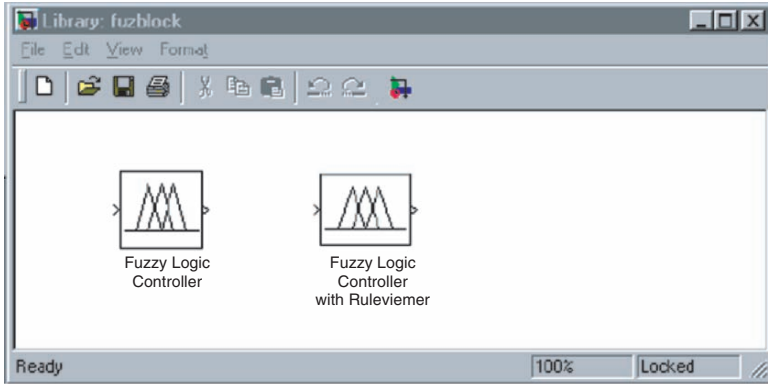 Library: fuzblock
File Edit View Format
Fuzzy Logic
Controller
Fuzzy Logic
Controller
with Ruleviemer
Ready 100% Locked